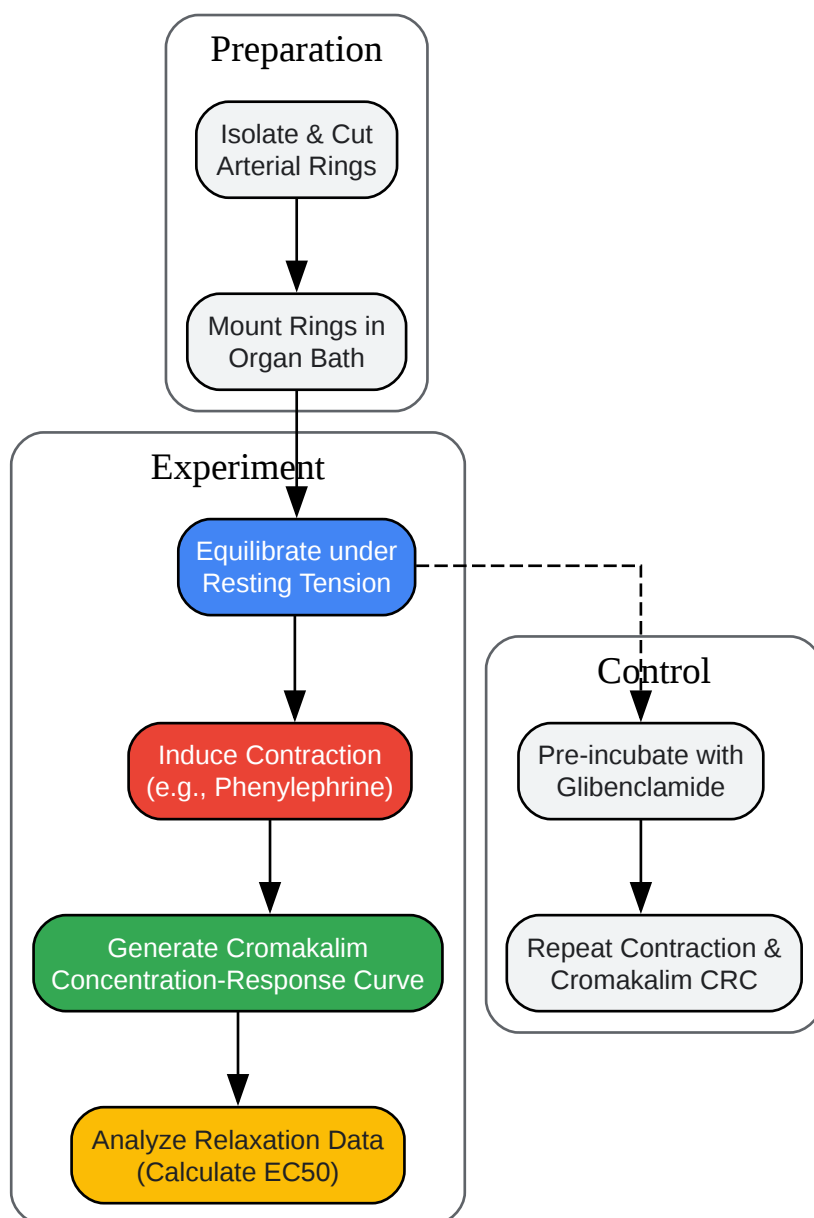 Preparation
Isolate & Cut
Arterial Rings
Mount Rings in
Organ Bath
Experiment
Equilibrate under
Resting Tension
Induce Contraction
(e.g., Phenylephrine)
Generate Cromakalim
Concentration-Response Curve
Analyze Relaxation Data
(Calculate EC50)
Control
Pre-incubate with
Glibenclamide
Repeat Contraction &
Cromakalim CRC